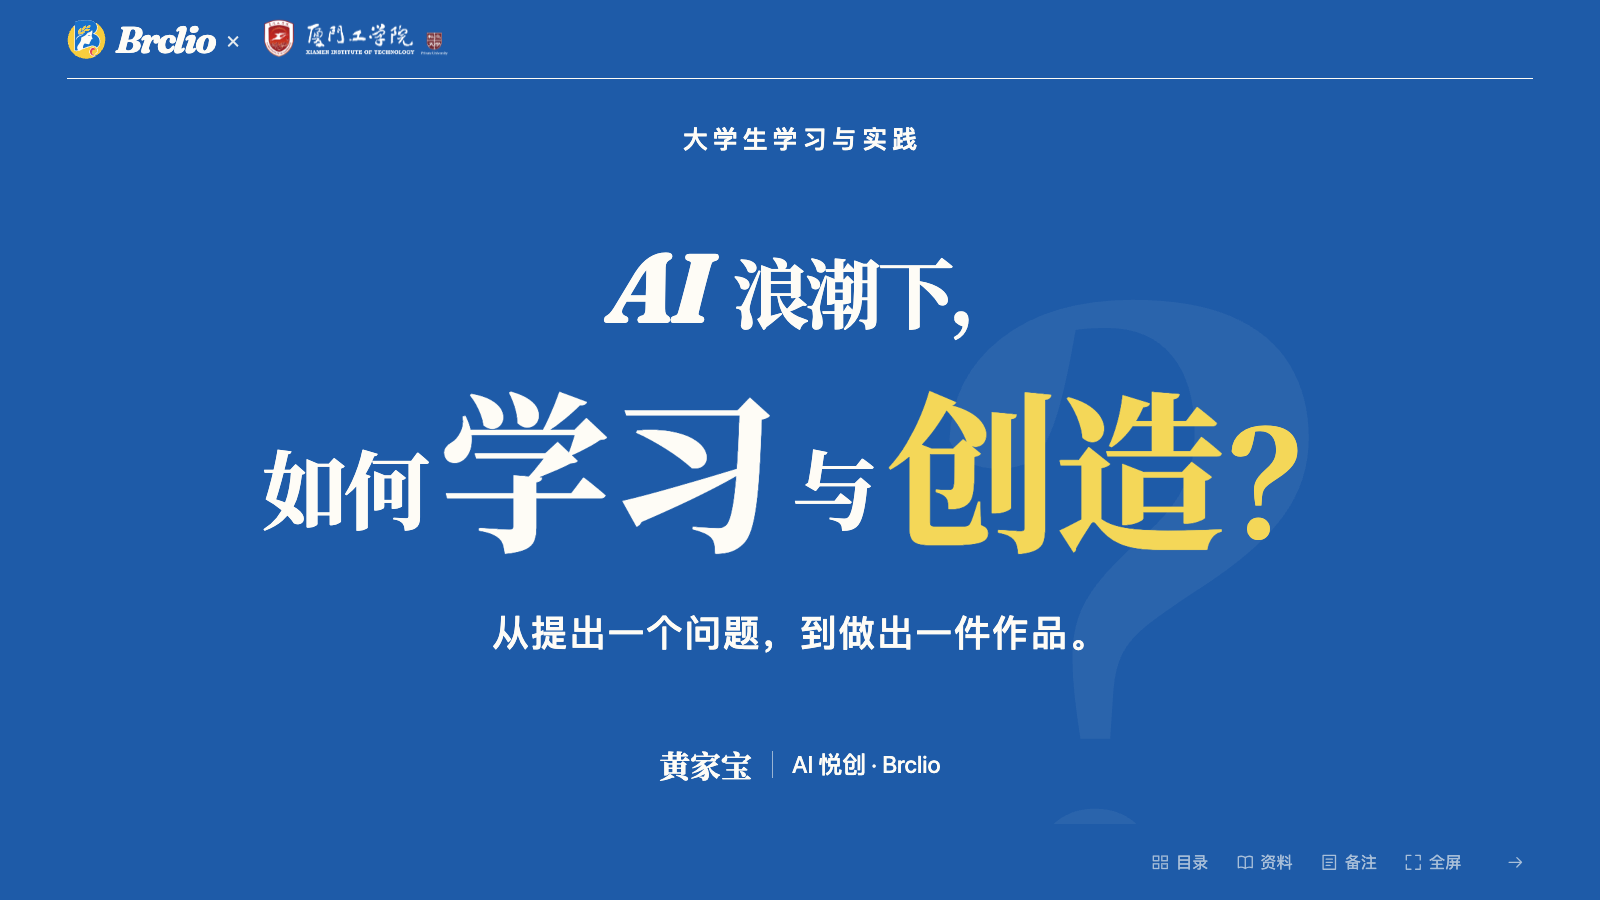 Brclio × 厦門工学院
XIAMEN INSTITUTE OF TECHNOLOGY
大学生学习与实践
AI 浪潮下,
如何学习与创造?
从提出一个问题，到做出一件作品。
黄家宝 | AI 悦创 · Brclio
目录 资料 备注 全屏 →